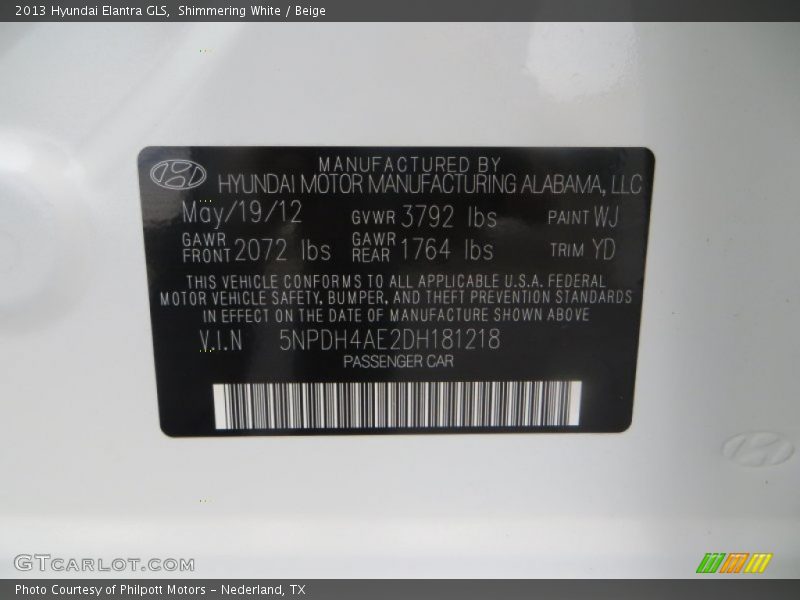 2013 Hyundai Elantra GLS,  Shimmering White / Beige
MANUFACTURED BY
HYUNDAI MOTOR MANUFACTURING ALABAMA, LLC
May/19/12 GVWR 3792 lbs PAINT WJ
GAWR FRONT 2072 lbs GAWR REAR 1764 lbs TRIM YD
THIS VEHICLE CONFORMS TO ALL APPLICABLE U.S.A. FEDERAL
MOTOR VEHICLE SAFETY, BUMPER, AND THEFT PREVENTION STANDARDS
IN EFFECT ON THE DATE OF MANUFACTURE SHOWN ABOVE
V.I.N 5NPDH4AE2DH181218
PASSENGER CAR
GTCARLOT.COM
Photo Courtesy of Philpott Motors - Nederland, TX